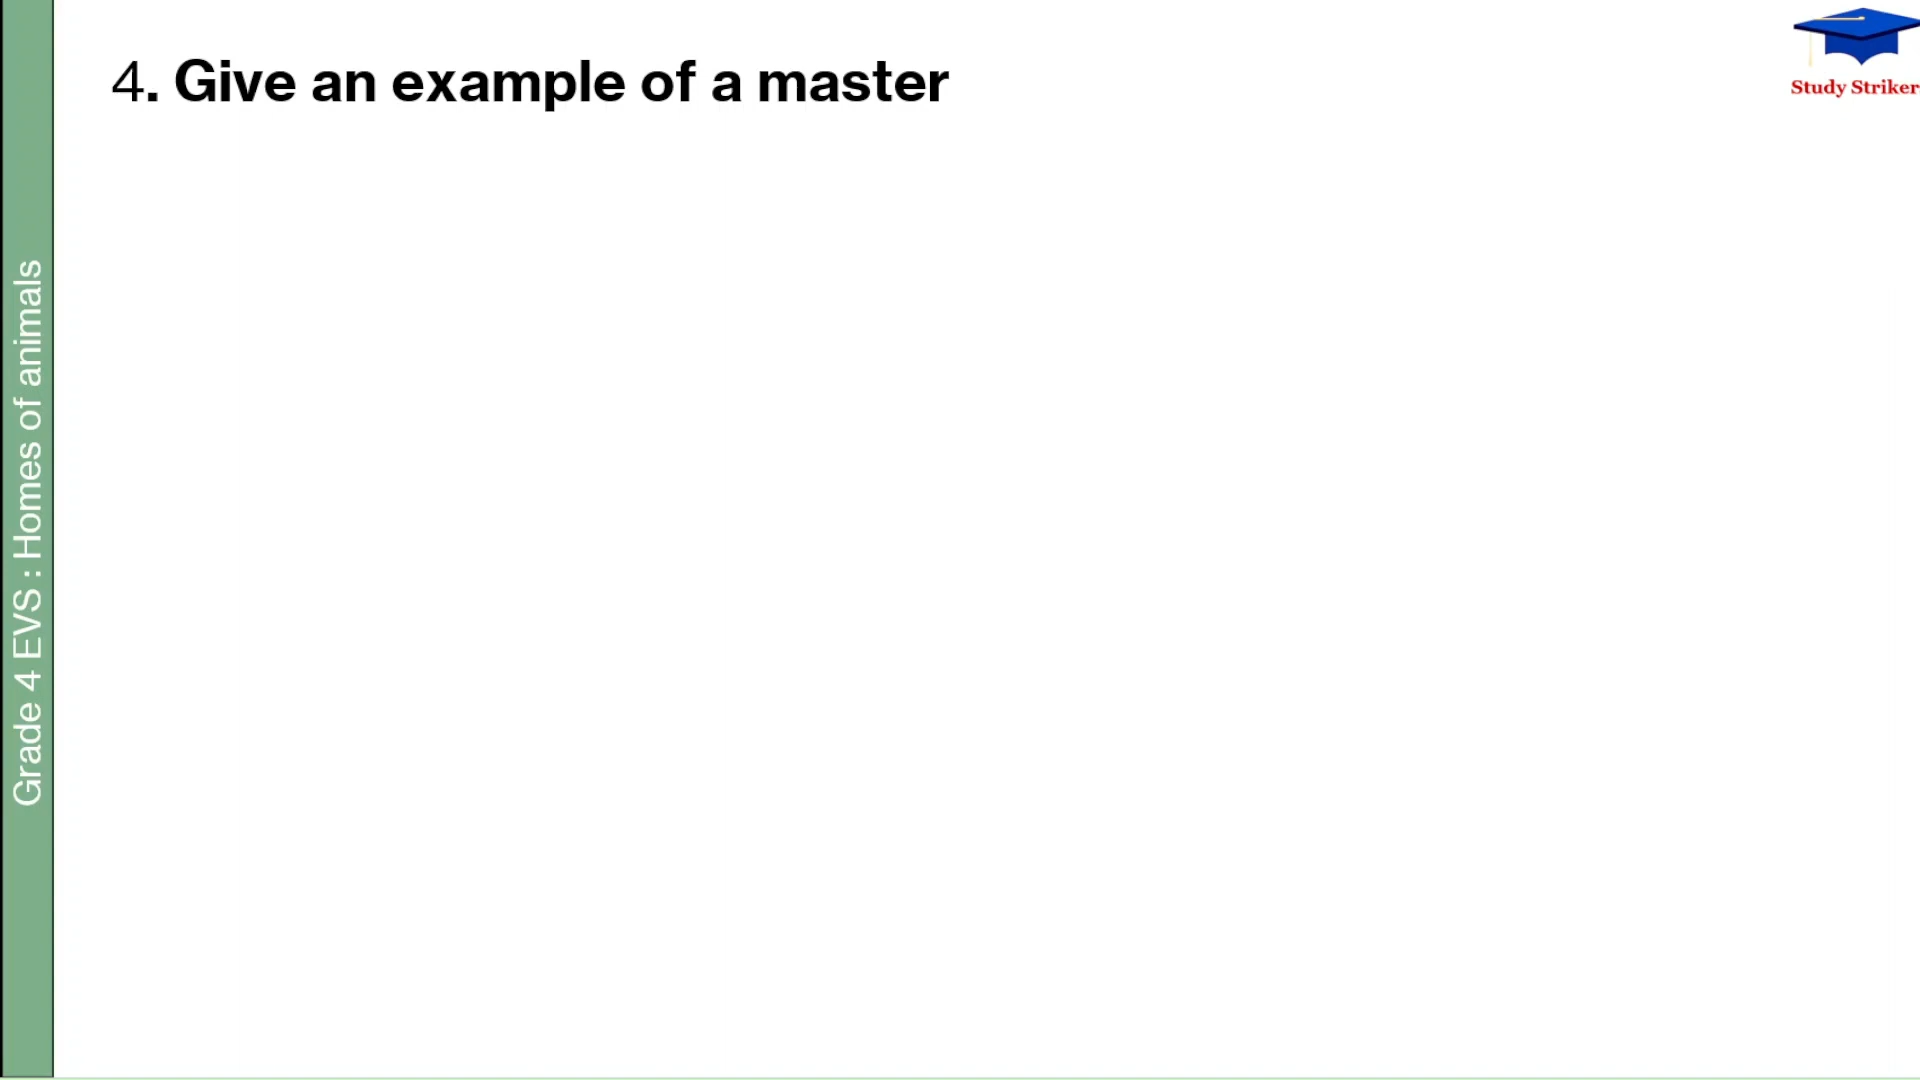 4. Give an example of a master
Study Striker
Grade 4 EVS : Homes of animals